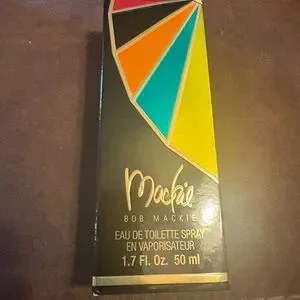 Mackie
BOB MACKIE
EAU DE TOILETTE SPRAY
EN VAPORISATEUR
1.7 Fl. Oz. 50 ml